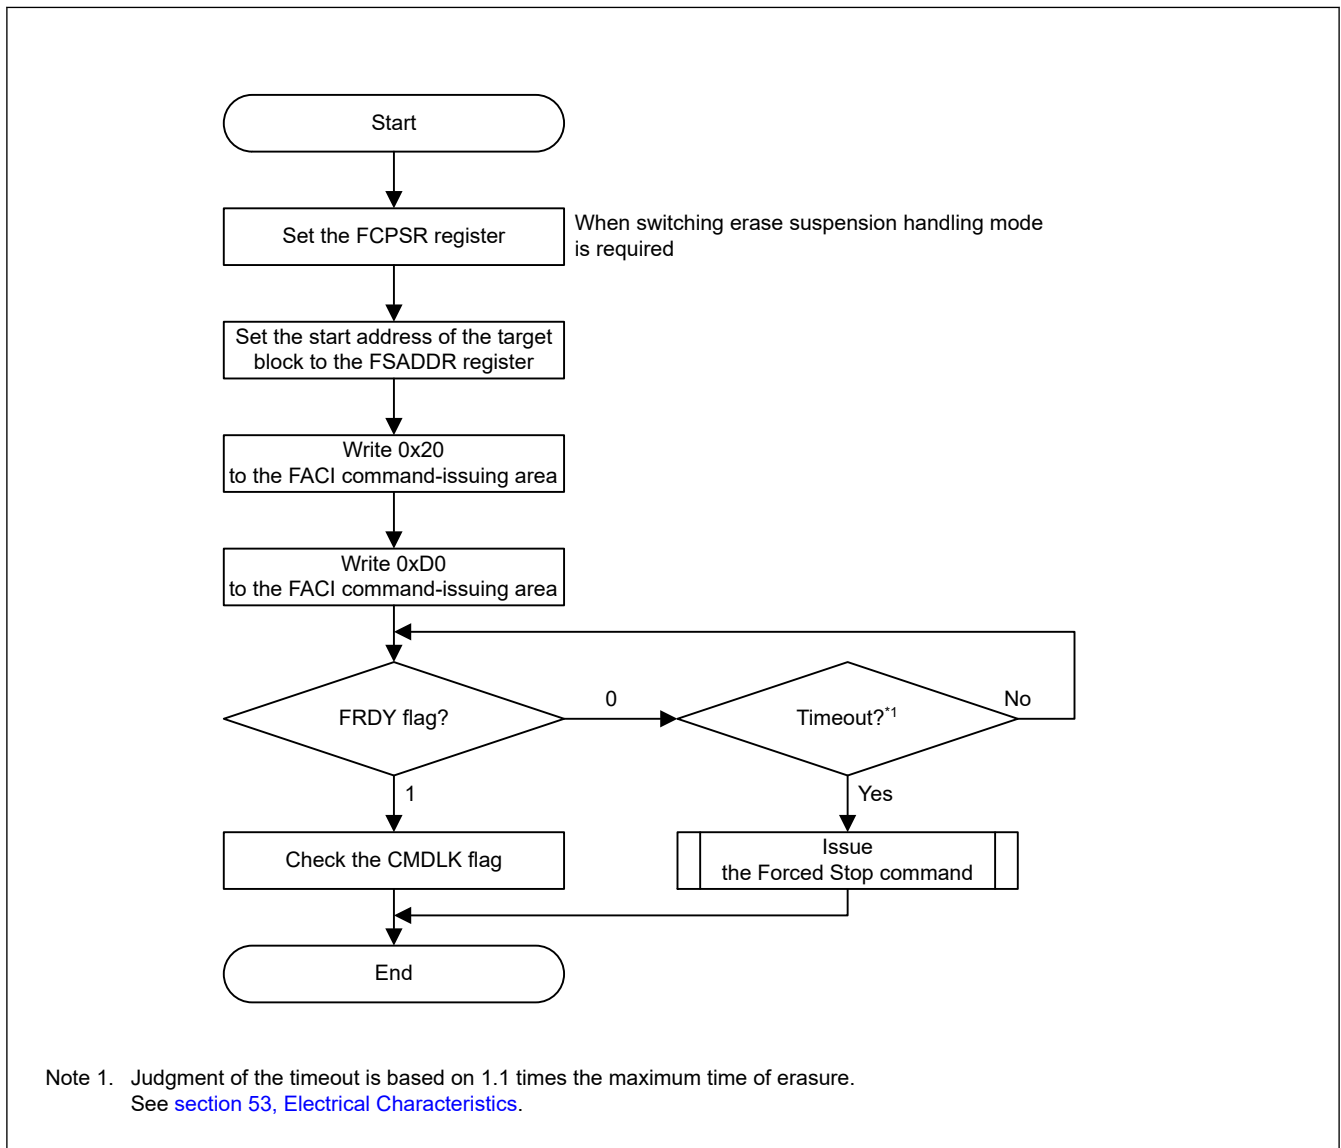 Start
Set the FCPSR register
When switching erase suspension handling mode
is required
Set the start address of the target
block to the FSADDR register
Write 0x20
to the FACI command-issuing area
Write 0xD0
to the FACI command-issuing area
FRDY flag?
0
Timeout?*1
No
1
Yes
Check the CMDLK flag
Issue
the Forced Stop command
End
Note 1. Judgment of the timeout is based on 1.1 times the maximum time of erasure.
See section 53, Electrical Characteristics.